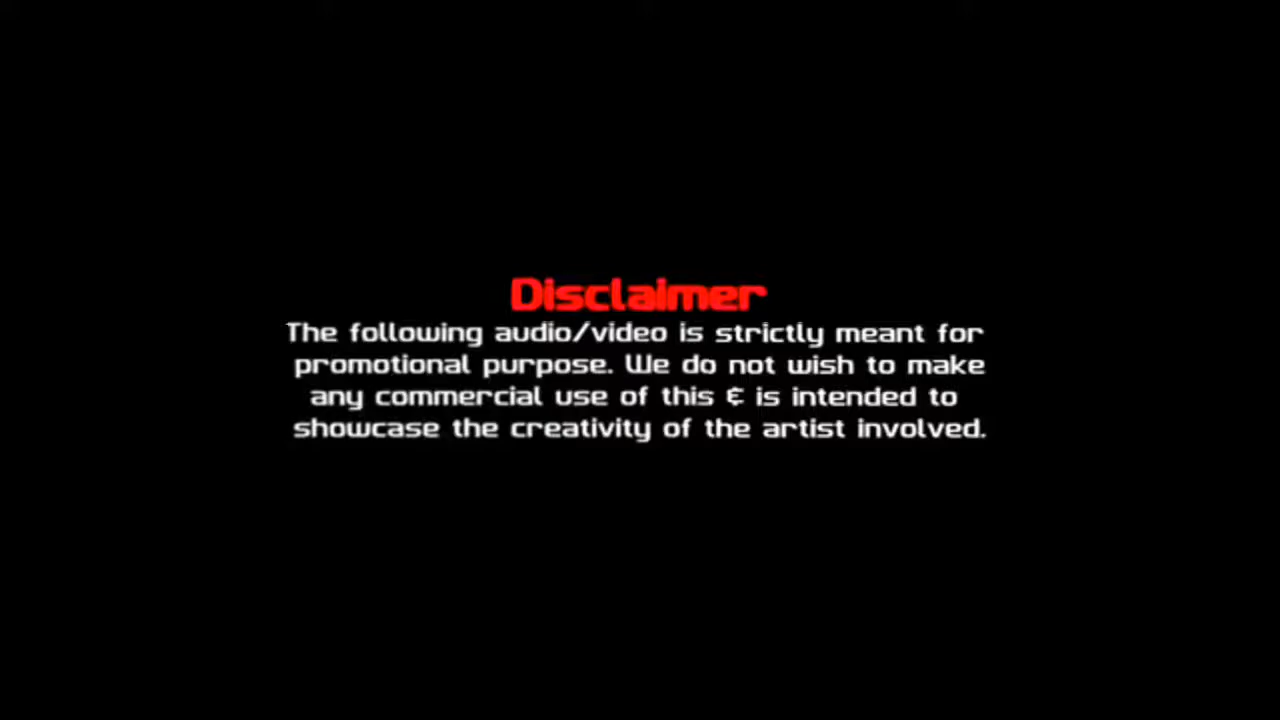 Disclaimer
The following audio/video is strictly meant for
promotional purpose. We do not wish to make
any commercial use of this & is intended to
showcase the creativity of the artist involved.